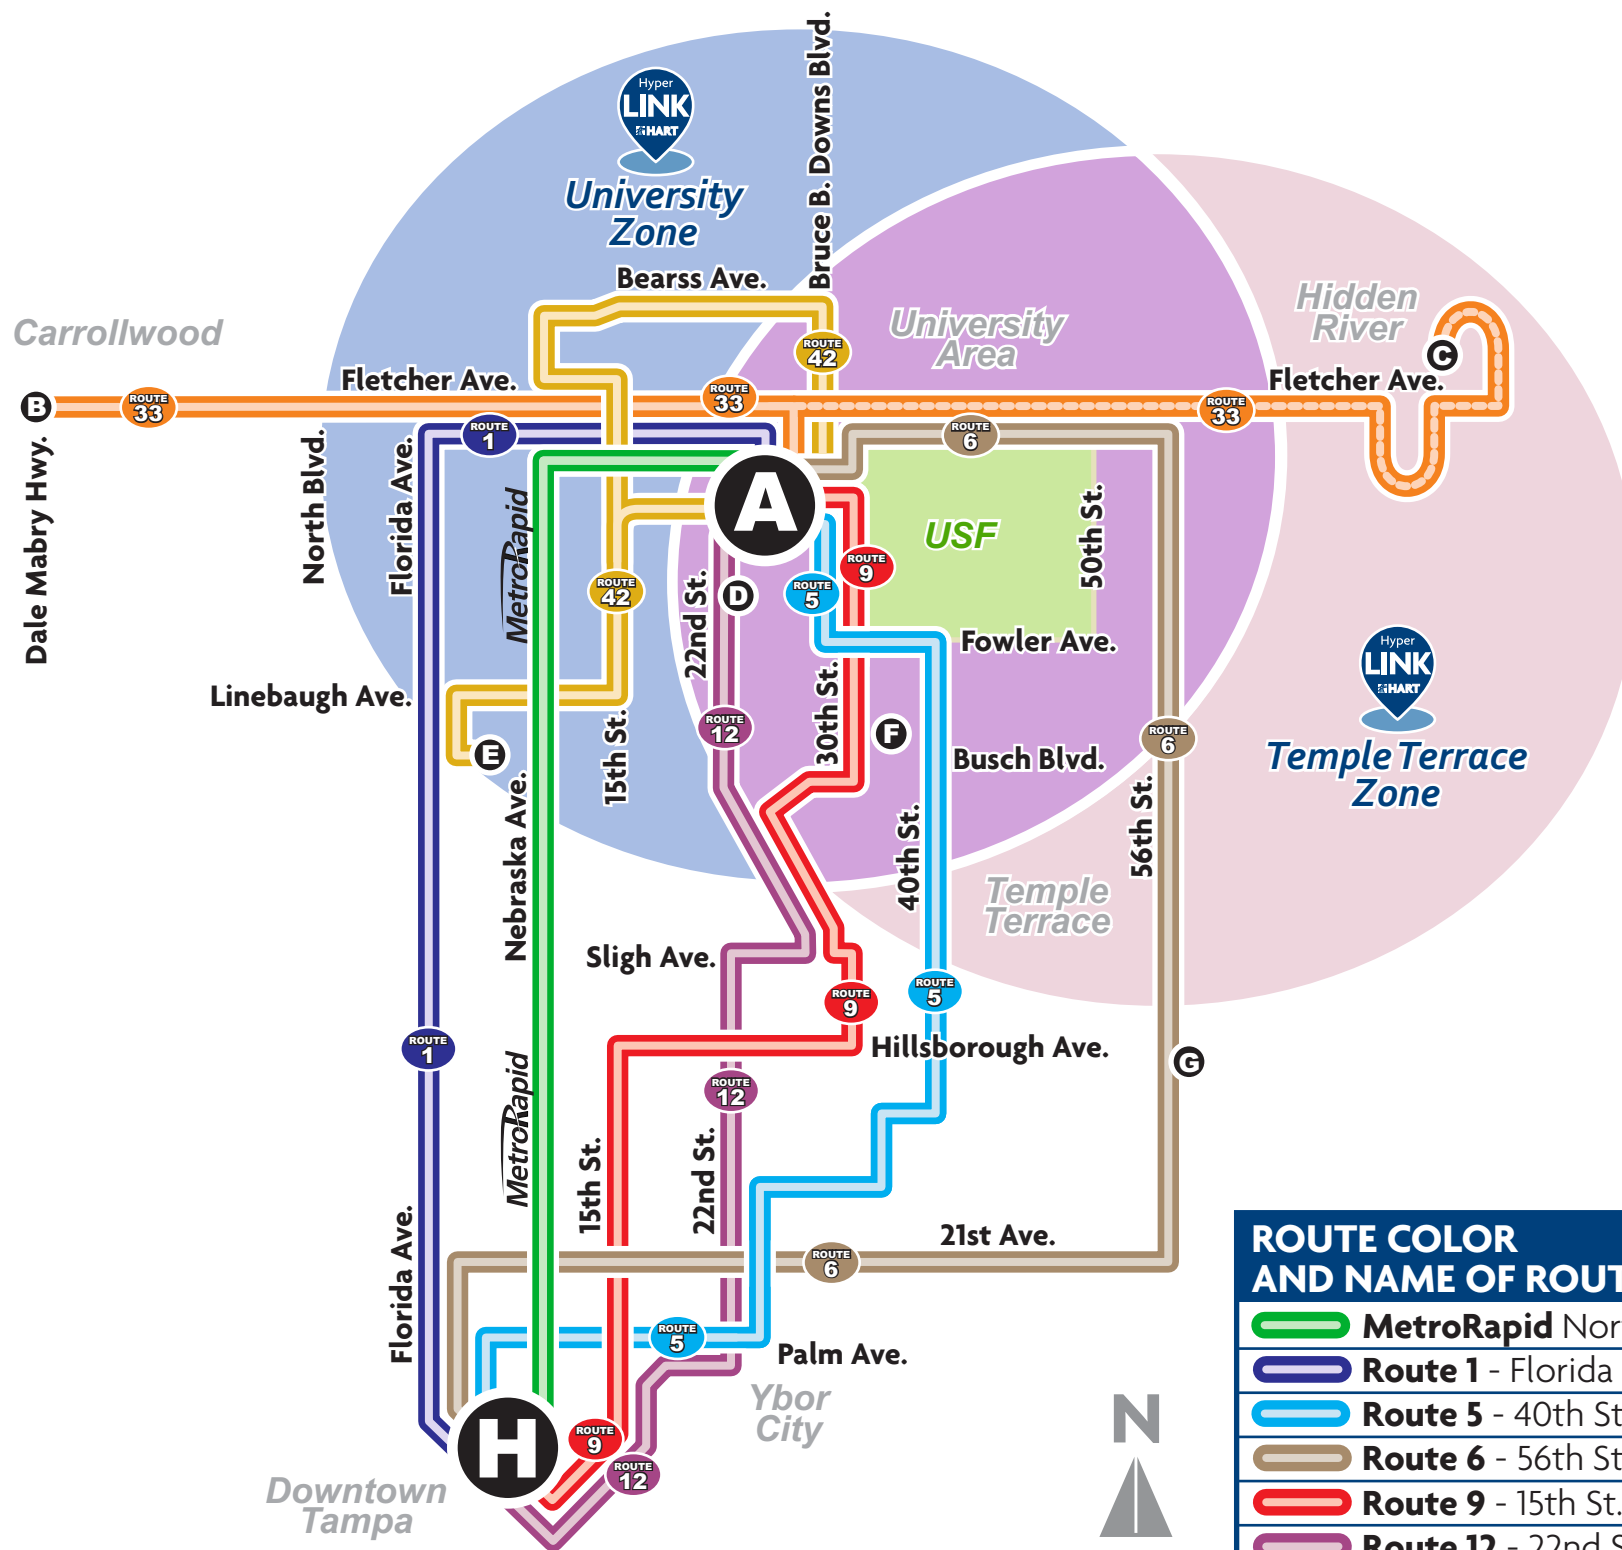 Bruce B. Downs Blvd.
Hyper
LINK
HART
University
Zone
Bearss Ave.
University
Area
Hidden
River
Carrollwood
ROUTE
42
C
Fletcher Ave.
Fletcher Ave.
B
ROUTE
33
ROUTE
33
ROUTE
33
ROUTE
1
ROUTE
6
Dale Mabry Hwy.
North Blvd.
Florida Ave.
MetroRapid
A
USF
50th St.
ROUTE
42
22nd St.
D
ROUTE
5
ROUTE
9
Fowler Ave.
Hyper
LINK
HART
Temple Terrace
Zone
Linebaugh Ave.
E
15th St.
ROUTE
12
30th St.
F
Busch Blvd.
ROUTE
6
Nebraska Ave.
40th St.
56th St.
Temple
Terrace
Sligh Ave.
ROUTE
9
ROUTE
5
ROUTE
1
Hillsborough Ave.
G
MetroRapid
ROUTE
12
15th St.
22nd St.
Florida Ave.
21st Ave.
ROUTE
6
ROUTE
5
Palm Ave.
Ybor
City
H
ROUTE
9
ROUTE
12
Downtown
Tampa
N
ROUTE COLOR
AND NAME OF ROUT
MetroRapid Nor
Route 1 - Florida
Route 5 - 40th St
Route 6 - 56th St
Route 9 - 15th St.
Route 12 - 22nd S